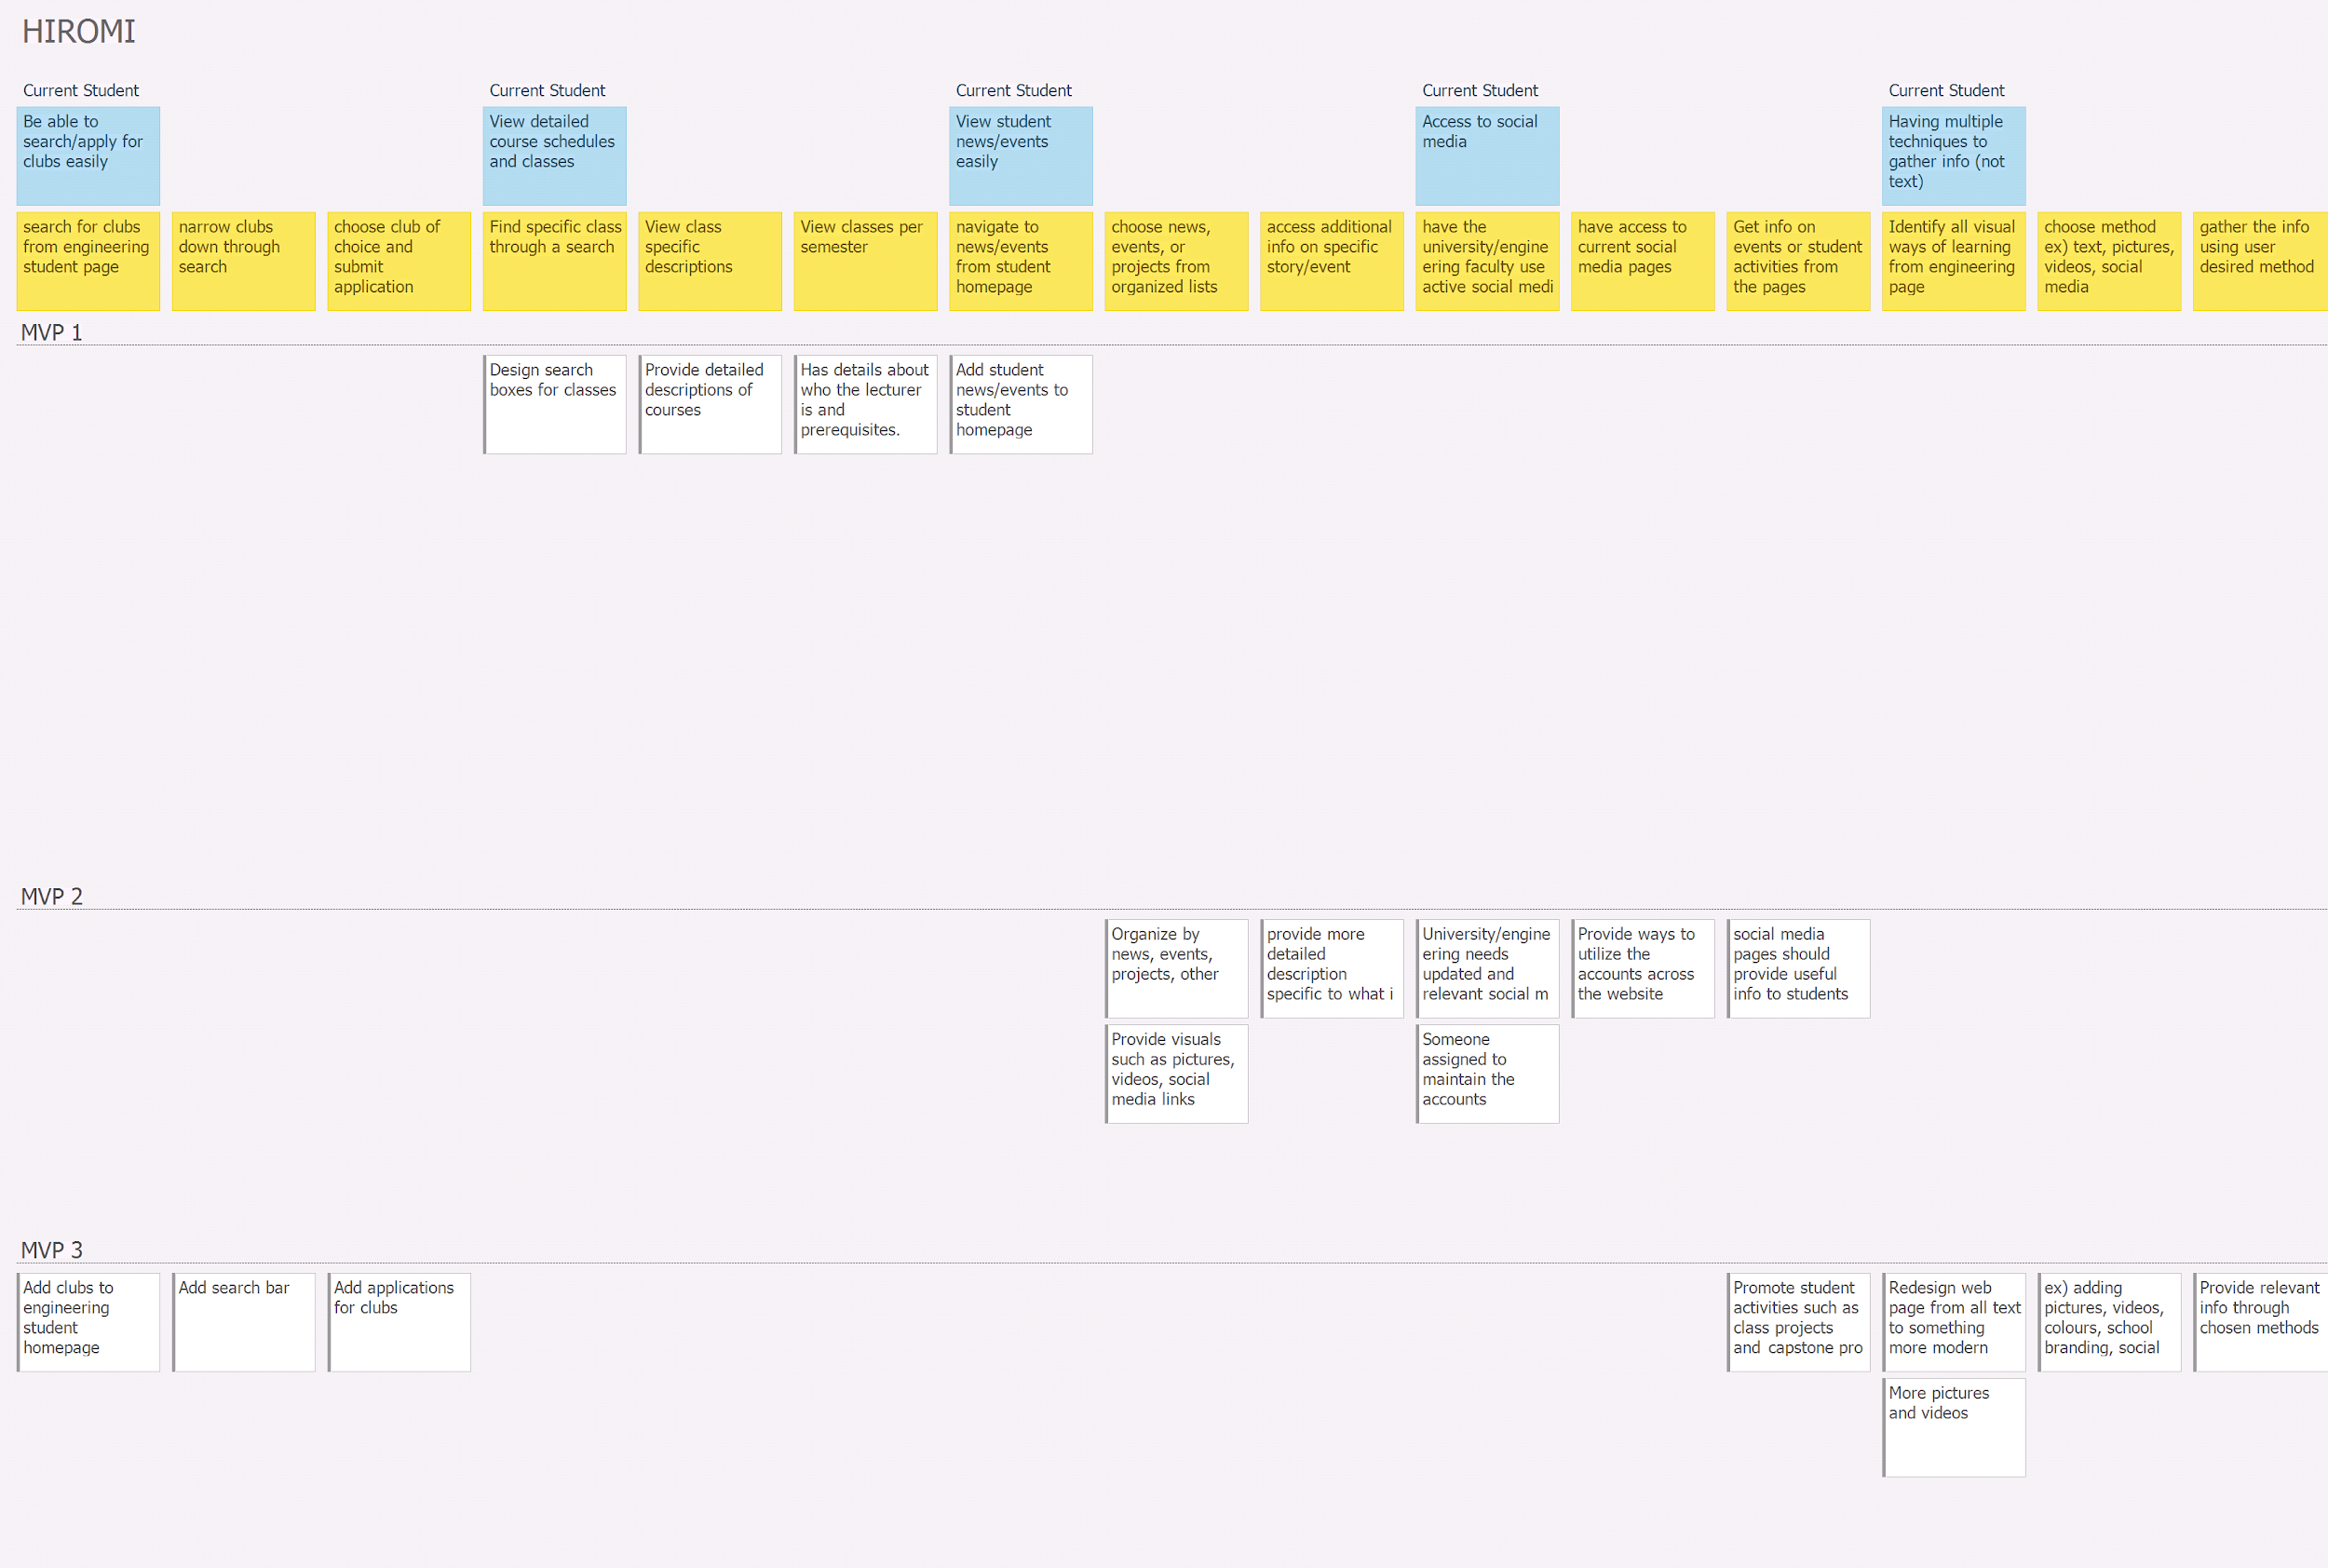 HIROMI
Current Student
Current Student
Current Student
Current Student
Current Student
Be able to
search/apply for
clubs easily
View detailed
course schedules
and classes
View student
news/events
easily
Access to social
media
Having multiple
techniques to
gather info (not
text)
search for clubs
from engineering
student page
narrow clubs
down through
search
choose club of
choice and
submit
application
Find specific class
through a search
View class
specific
descriptions
View classes per
semester
navigate to
news/events
from student
homepage
choose news,
events, or
projects from
organized lists
access additional
info on specific
story/event
have the
university/engine
ering faculty use
active social medi
have access to
current social
media pages
Get info on
events or student
activities from
the pages
Identify all visual
ways of learning
from engineering
page
choose method
ex) text, pictures,
videos, social
media
gather the info
using user
desired method
MVP 1
Design search
boxes for classes
Provide detailed
descriptions of
courses
Has details about
who the lecturer
is and
prerequisites.
Add student
news/events to
student
homepage
MVP 2
Organize by
news, events,
projects, other
provide more
detailed
description
specific to what i
University/engine
ering needs
updated and
relevant social m
Provide ways to
utilize the
accounts across
the website
social media
pages should
provide useful
info to students
Provide visuals
such as pictures,
videos, social
media links
Someone
assigned to
maintain the
accounts
MVP 3
Add clubs to
engineering
student
homepage
Add search bar
Add applications
for clubs
Promote student
activities such as
class projects
and capstone pro
Redesign web
page from all text
to something
more modern
ex) adding
pictures, videos,
colours, school
branding, social
Provide relevant
info through
chosen methods
More pictures
and videos